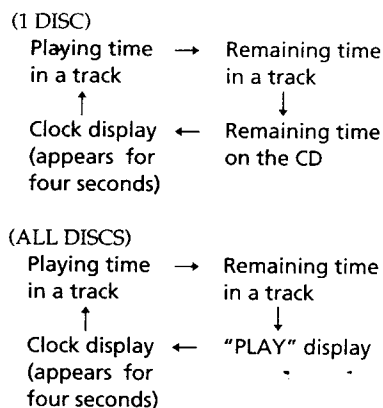 (1 DISC)
Playing time → Remaining time
in a track in a track
↑ ↓
Clock display ← Remaining time
(appears for on the CD
four seconds)
(ALL DISCS)
Playing time → Remaining time
in a track in a track
↑ ↓
Clock display ← “PLAY” display
(appears for
four seconds)